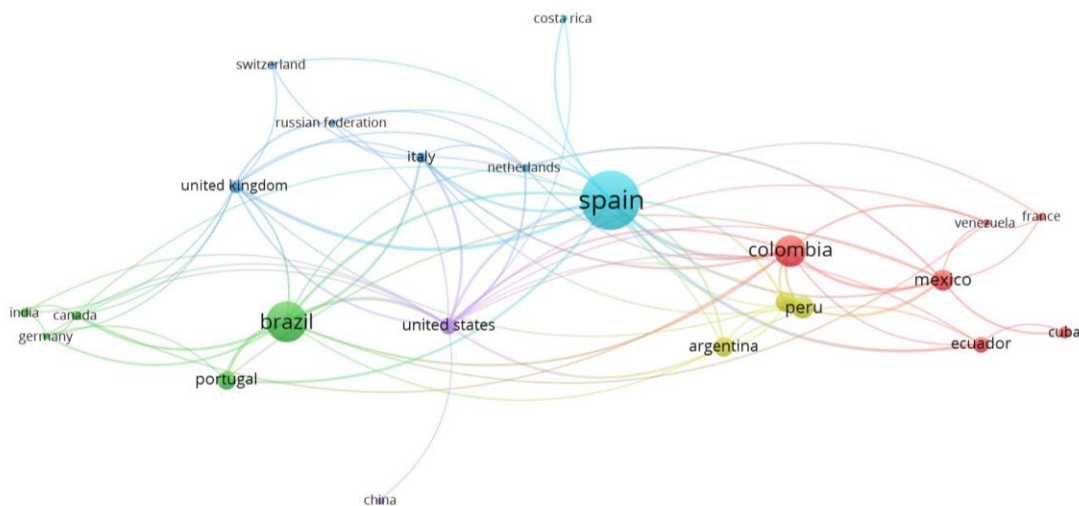 costa rica
switzerland
russian federation
italy
netherlands
united kingdom
spain
venezuela
france
colombia
mexico
india
canada
germany
brazil
united states
peru
argentina
ecuador
cuba
portugal
china